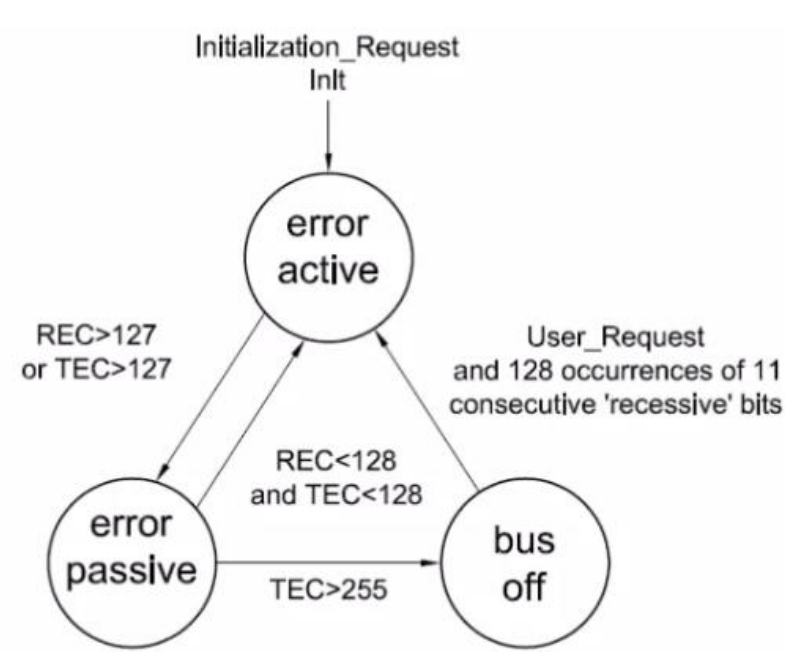 Initialization_Request
InIt
error
active
REC>127
or TEC>127
User_Request
and 128 occurrences of 11
consecutive 'recessive' bits
REC<128
and TEC<128
error
passive
TEC>255
bus
off